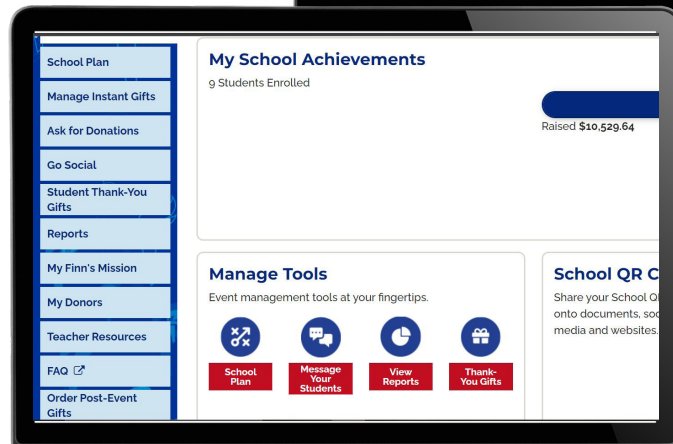 School Plan
Manage Instant Gifts
Ask for Donations
Go Social
Student Thank-You
Gifts
Reports
My Finn's Mission
My Donors
Teacher Resources
FAQ
Order Post-Event
Gifts
My School Achievements
9 Students Enrolled
Raised $10,529.64
Manage Tools
Event management tools at your fingertips.
School
Plan
Message
Your
Students
View
Reports
Thank-
You Gifts
School QR C
Share your School Q
onto documents, soc
media and websites.